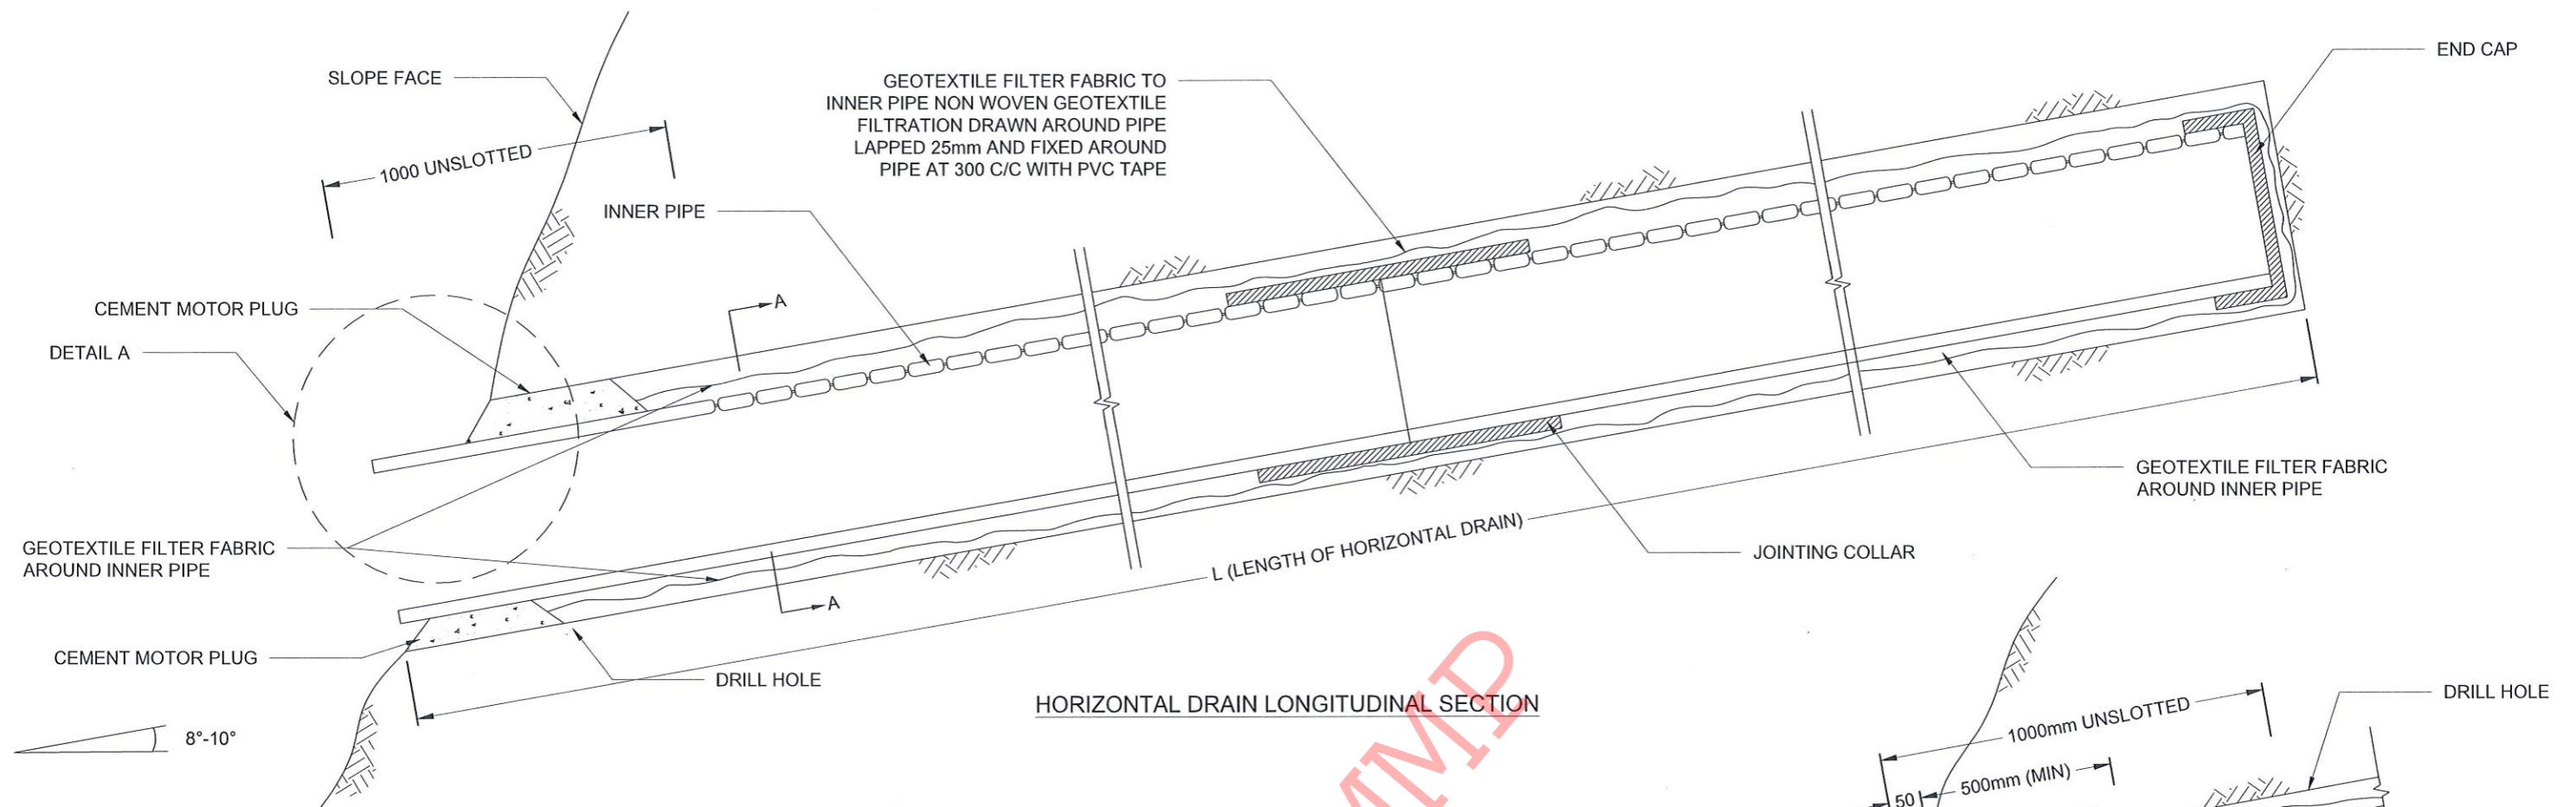 SLOPE FACE
1000 UNSLOTTED
GEOTEXTILE FILTER FABRIC TO
INNER PIPE NON WOVEN GEOTEXTILE
FILTRATION DRAWN AROUND PIPE
LAPPED 25mm AND FIXED AROUND
PIPE AT 300 C/C WITH PVC TAPE
END CAP
INNER PIPE
CEMENT MOTOR PLUG
A
DETAIL A
GEOTEXTILE FILTER FABRIC
AROUND INNER PIPE
GEOTEXTILE FILTER FABRIC
AROUND INNER PIPE
L (LENGTH OF HORIZONTAL DRAIN)
JOINTING COLLAR
A
CEMENT MOTOR PLUG
DRILL HOLE
HORIZONTAL DRAIN LONGITUDINAL SECTION
8°-10°
1000mm UNSLOTTED
500mm (MIN)
50
DRILL HOLE
MMP